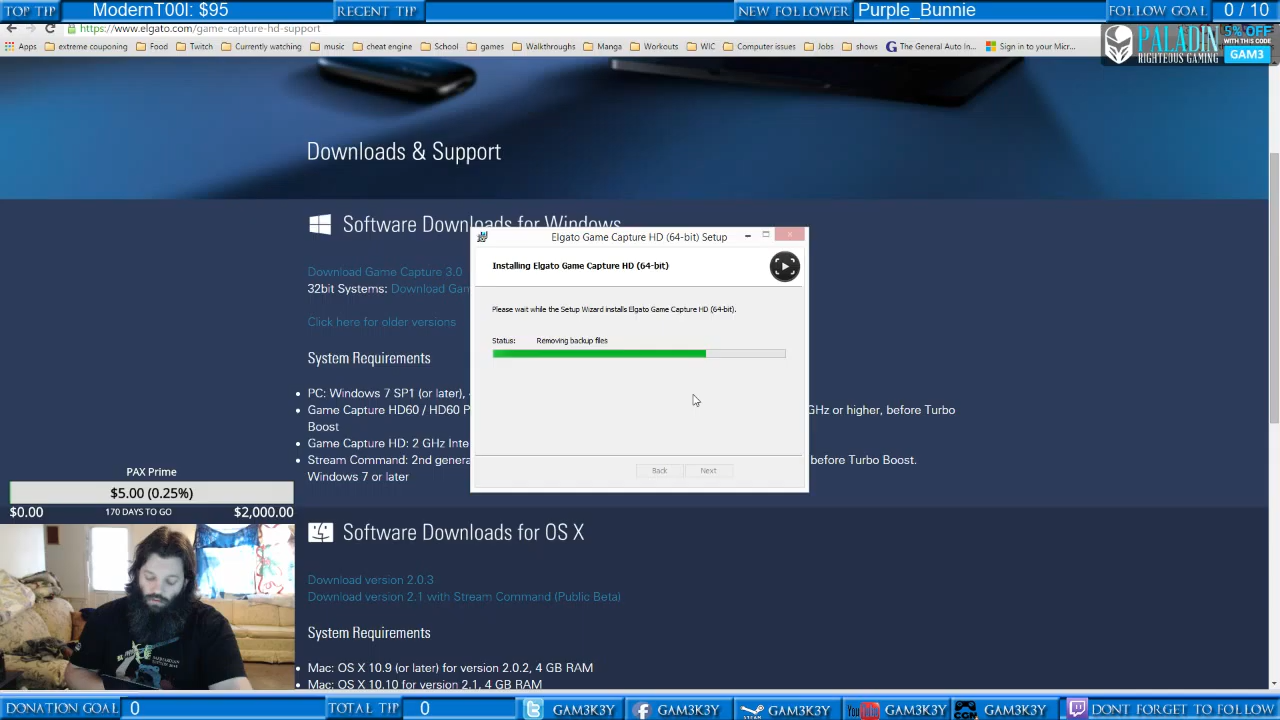 TOP TIP
ModernT00l: $95
RECENT TIP
NEW FOLLOWER
Purple_Bunnie
FOLLOW GOAL
0 / 10
https://www.elgato.com/game-capture-hd-support
Apps
extreme couponing
Food
Twitch
Currently watching
music
cheat engine
School
games
Walkthroughs
Manga
Workouts
WIC
Computer issues
Jobs
shows
The General Auto In...
Sign in to your Micr...
PALADIN
RIGHTEOUS GAMING
5% OFF
WITH THIS CODE
GAM3
Downloads & Support
Software Downloads for Windows
Download Game Capture 3.0
32bit Systems: Download Gam
Click here for older versions
System Requirements
PC: Windows 7 SP1 (or later),
Game Capture HD60 / HD60 P
GHz or higher, before Turbo
Boost
Game Capture HD: 2 GHz Inte
Stream Command: 2nd genera
before Turbo Boost.
Windows 7 or later
Elgato Game Capture HD (64-bit) Setup
Installing Elgato Game Capture HD (64-bit)
Please wait while the Setup Wizard installs Elgato Game Capture HD (64-bit).
Status: Removing backup files
Back
Next
PAX Prime
$5.00 (0.25%)
$0.00
170 DAYS TO GO
$2,000.00
Software Downloads for OS X
Download version 2.0.3
Download version 2.1 with Stream Command (Public Beta)
System Requirements
Mac: OS X 10.9 (or later) for version 2.0.2, 4 GB RAM
Mac: OS X 10.10 for version 2.1, 4 GB RAM
DONATION GOAL
0
TOTAL TIP
0
GAM3K3Y
GAM3K3Y
STEAM
GAM3K3Y
YouTube
GAM3K3Y
GAM3K3Y
DONT FORGET TO FOLLOW